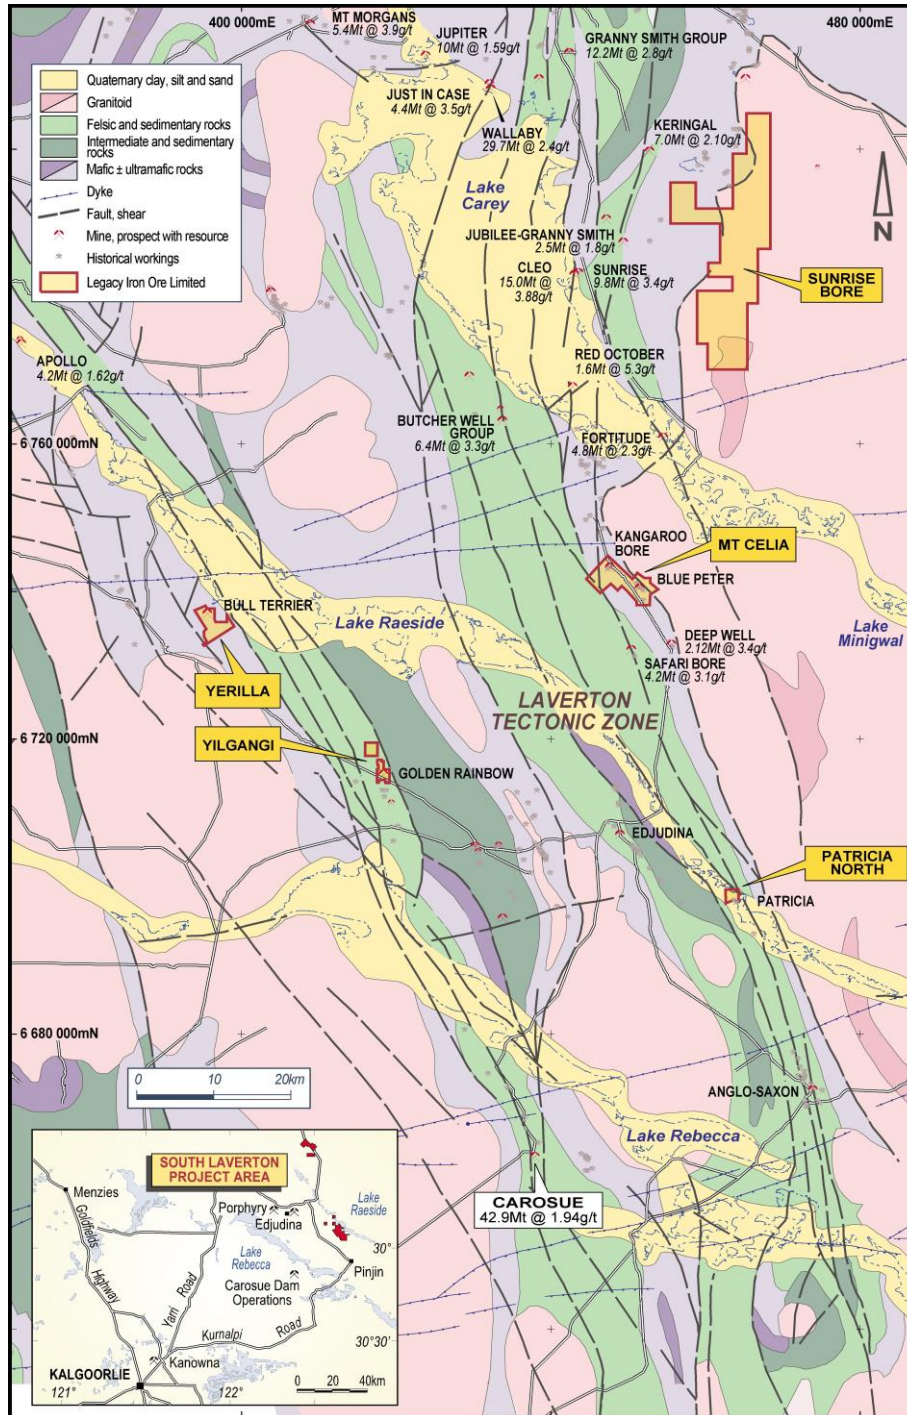 400 000mE
480 000mE
MT MORGANS
5.4Mt @ 3.9g/t
JUPITER
10Mt @ 1.59g/t
GRANNY SMITH GROUP
12.2Mt @ 2.8g/t
Quaternary clay, silt and sand
Granitoid
Felsic and sedimentary rocks
Intermediate and sedimentary
rocks
Mafic ± ultramafic rocks
Dyke
Fault, shear
Mine, prospect with resource
Historical workings
Legacy Iron Ore Limited
JUST IN CASE
4.4Mt @ 3.5g/t
WALLABY
29.7Mt @ 2.4g/t
KERINGAL
7.0Mt @ 2.10g/t
Lake
Carey
N
JUBILEE-GRANNY SMITH
2.5Mt @ 1.8g/t
CLEO
15.0Mt @
3.88g/t
SUNRISE
9.8Mt @ 3.4g/t
SUNRISE
BORE
APOLLO
4.2Mt @ 1.62g/t
RED OCTOBER
1.6Mt @ 5.3g/t
BUTCHER WELL
GROUP
6.4Mt @ 3.3g/t
FORTITUDE
4.8Mt @ 2.3g/t
6 760 000mN
KANGAROO
BORE
MT CELIA
BLUE PETER
BULL TERRIER
Lake Raeside
Lake
Minigwal
DEEP WELL
2.12Mt @ 3.4g/t
SAFARI BORE
4.2Mt @ 3.1g/t
YERILLA
LAVERTON
TECTONIC ZONE
6 720 000mN
YILGANGI
GOLDEN RAINBOW
EDJUDINA
PATRICIA
NORTH
PATRICIA
6 680 000mN
0 10 20km
ANGLO-SAXON
Lake Rebecca
CAROSUE
42.9Mt @ 1.94g/t
SOUTH LAVERTON
PROJECT AREA
Menzies
Goldfields
Highway
Porphyry
Edjudina
Lake
Raeside
Lake
Rebecca
30°
Pinjin
Yarri Road
Carosue Dam
Operations
Kurnalpi Road
30°30'
Kanowna
KALGOORLIE
121°
122°
0 20 40km